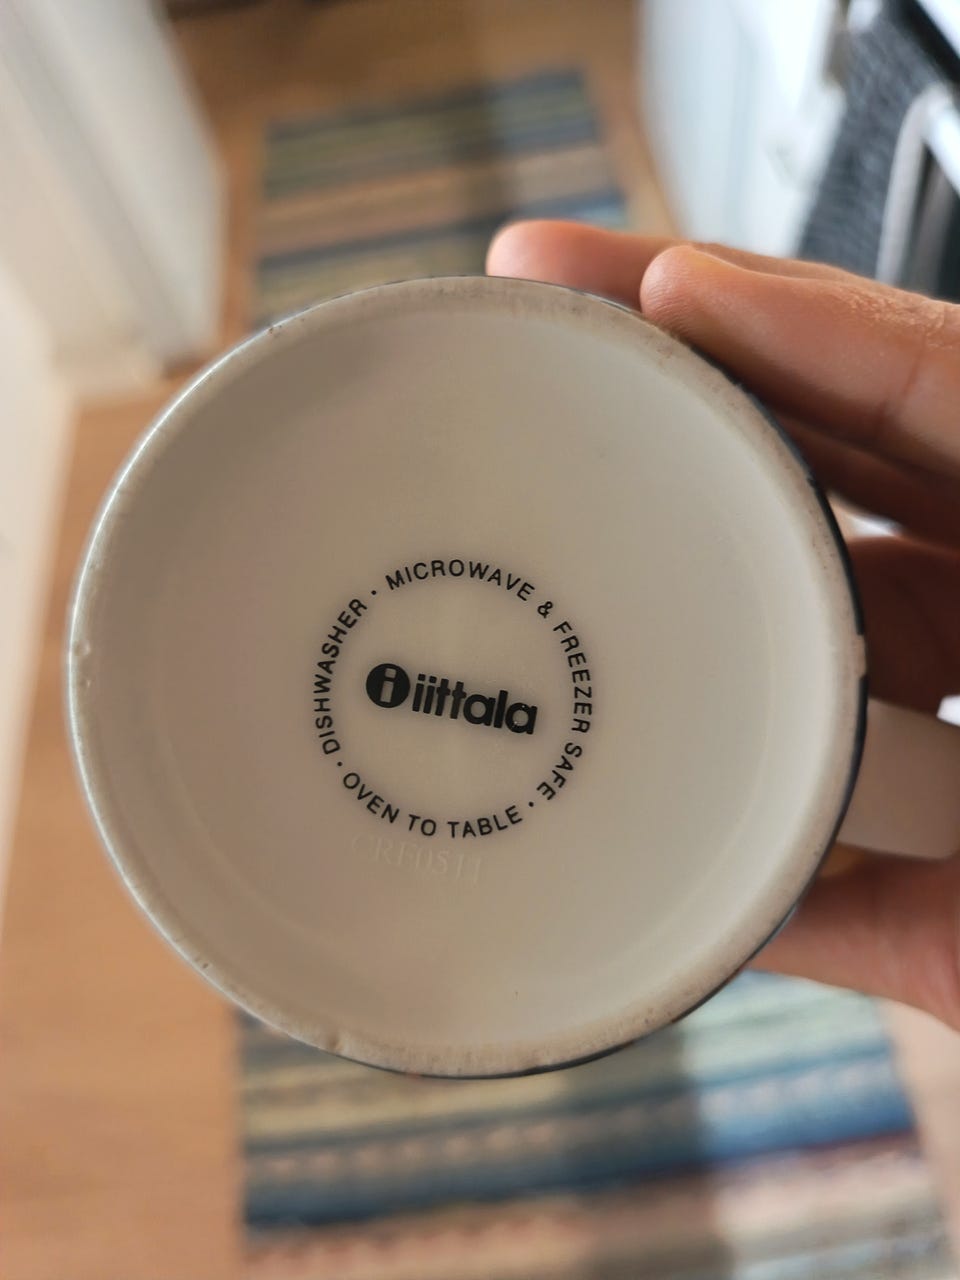 MICROWAVE & FREEZER SAFE · OVEN TO TABLE · DISHWASHER ·
i iittala